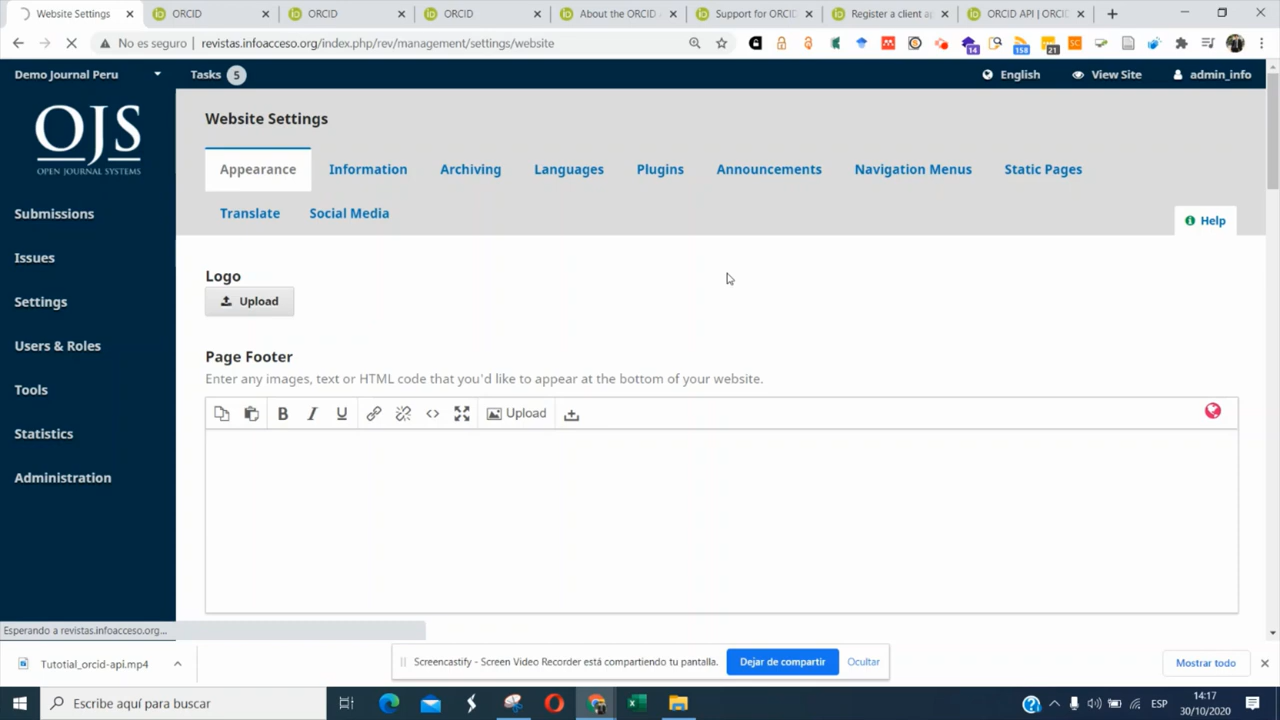 Website Settings
ORCID
ORCID
ORCID
About the ORCID
Support for ORCID
Register a client a
ORCID API | ORC
No es seguro
revistas.infoacceso.org/index.php/rev/management/settings/website
14
158
21
Demo Journal Peru
Tasks 5
English
View Site
admin_info
OJS
OPEN JOURNAL SYSTEMS
Submissions
Issues
Settings
Users & Roles
Tools
Statistics
Administration
Website Settings
Appearance
Information
Archiving
Languages
Plugins
Announcements
Navigation Menus
Static Pages
Translate
Social Media
Help
Logo
Upload
Page Footer
Enter any images, text or HTML code that you'd like to appear at the bottom of your website.
B I U
Upload
Esperando a revistas.infoacceso.org...
Tutotial_orcid-api.mp4
Screencastify - Screen Video Recorder está compartiendo tu pantalla.
Dejar de compartir
Ocultar
Mostrar todo
Escribe aquí para buscar
ESP
14:17
30/10/2020